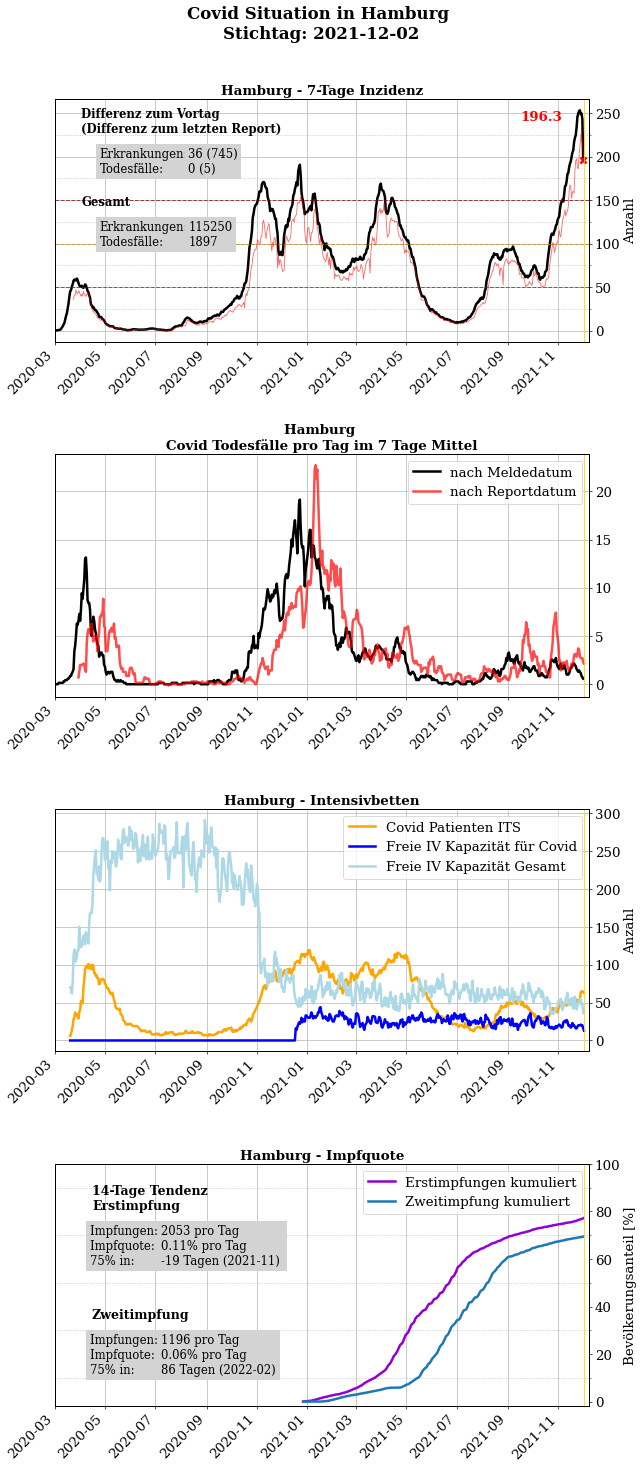 Covid Situation in Hamburg
Stichtag: 2021-12-02
Hamburg - 7-Tage Inzidenz
Differenz zum Vortag
(Differenz zum letzten Report)
Erkrankungen 36 (745)
Todesfälle: 0 (5)
Gesamt
Erkrankungen 115250
Todesfälle: 1897
196.3
250
200
150
100
50
0
Anzahl
2020-03
2020-05
2020-07
2020-09
2020-11
2021-01
2021-03
2021-05
2021-07
2021-09
2021-11
Hamburg
Covid Todesfälle pro Tag im 7 Tage Mittel
nach Meldedatum
nach Reportdatum
20
15
10
5
0
2020-03
2020-05
2020-07
2020-09
2020-11
2021-01
2021-03
2021-05
2021-07
2021-09
2021-11
Hamburg - Intensivbetten
Covid Patienten ITS
Freie IV Kapazität für Covid
Freie IV Kapazität Gesamt
300
250
200
150
100
50
0
Anzahl
2020-03
2020-05
2020-07
2020-09
2020-11
2021-01
2021-03
2021-05
2021-07
2021-09
2021-11
Hamburg - Impfquote
14-Tage Tendenz
Erstimpfung
Impfungen: 2053 pro Tag
Impfquote: 0.11% pro Tag
75% in: -19 Tagen (2021-11)
Zweitimpfung
Impfungen: 1196 pro Tag
Impfquote: 0.06% pro Tag
75% in: 86 Tagen (2022-02)
Erstimpfungen kumuliert
Zweitimpfung kumuliert
100
80
60
40
20
0
Bevölkerungsanteil [%]
2020-03
2020-05
2020-07
2020-09
2020-11
2021-01
2021-03
2021-05
2021-07
2021-09
2021-11